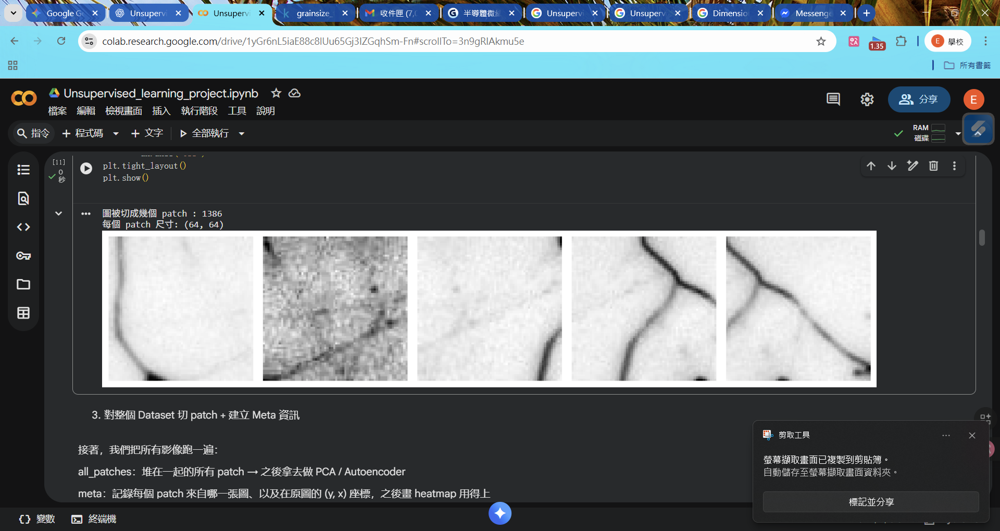 Google G
Unsupervi
Unsupervi
grainsize_
收件匣 (7,
半導體微
Unsupervi
Unsuperv
Dimensio
Messenge
colab.research.google.com/drive/1yGr6nL5iaE88c8lUu65Gj3IZGqhSm-Fn#scrollTo=3n9gRIAkmu5e
1.35
E 學校
所有書籤
Unsupervised_learning_project.ipynb
檔案 編輯 檢視畫面 插入 執行階段 工具 說明
分享
E
指令 + 程式碼 + 文字 全部執行
RAM
磁碟
[11]
0
秒
plt.tight_layout()
plt.show()
圖被切成幾個 patch : 1386
每個 patch 尺寸: (64, 64)
3. 對整個 Dataset 切 patch + 建立 Meta 資訊
接著，我們把所有影像跑一遍：
all_patches：堆在一起的所有 patch → 之後拿去做 PCA / Autoencoder
meta：記錄每個 patch 來自哪一張圖、以及在原圖的 (y, x) 座標，之後畫 heatmap 用得上
剪取工具
螢幕擷取畫面已複製到剪貼簿。
自動儲存至螢幕擷取畫面資料夾。
標記並分享
變數
終端機